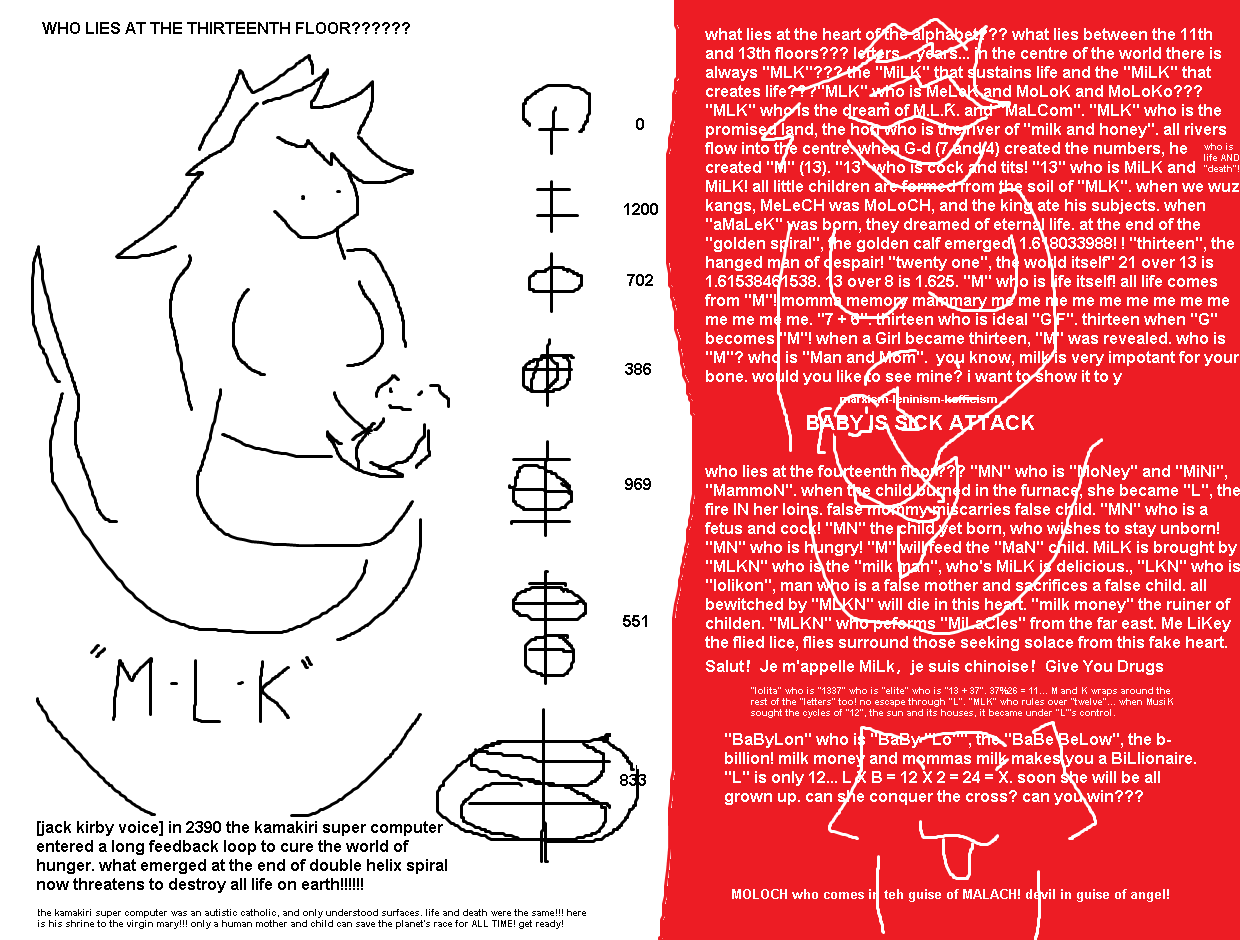 WHO LIES AT THE THIRTEENTH FLOOR??????
0
1200
702
386
969
551
833
"M-L-K"
[jack kirby voice] in 2390 the kamakiri super computer
entered a long feedback loop to cure the world of
hunger. what emerged at the end of double helix spiral
now threatens to destroy all life on earth!!!!!!
the kamakiri super computer was an autistic catholic, and only understood surfaces. life and death were the same!!! here
is his shrine to the virgin mary!!! only a human mother and child can save the planet's race for ALL TIME! get ready!
what lies at the heart of the alphabet??? what lies between the 11th
and 13th floors??? letters... years... in the centre of the world there is
always "MLK"??? the "MiLK" that sustains life and the "MiLK" that
creates life???"MLK" who is MeLeK and MoLoK and MoLoKo???
"MLK" who is the dream of M.L.K. and "MaLCom". "MLK" who is the
promised land, the hog who is the river of "milk and honey". all rivers
flow into the centre. when G-d (7 and 4) created the numbers, he
created "M" (13). "13" who is cock and tits! "13" who is MiLK and
who is
life AND
"death"!
MiLK! all little children are formed from the soil of "MLK". when we wuz
kangs, MeLeCH was MoLoCH, and the king ate his subjects. when
"aMaLeK" was born, they dreamed of eternal life. at the end of the
"golden spiral", the golden calf emerged! 1.618033988! ! "thirteen", the
hanged man of despair! "twenty one", the world itself" 21 over 13 is
1.61538461538. 13 over 8 is 1.625. "M" who is life itself! all life comes
from "M"! momma memory mammary me me me me me me me me
me me me me. "7 + 6". thirteen who is ideal "GF". thirteen when "G"
becomes "M"! when a Girl became thirteen, "M" was revealed. who is
"M"? who is "Man and Mom".  you know, milk is very impotant for your
bone. would you like to see mine? i want to show it to y
marxism-leninism-kofficism
BABY IS SICK ATTACK
who lies at the fourteenth floor??? "MN" who is "MoNey" and "MiNi",
"MammoN". when the child burned in the furnace, she became "L", the
fire IN her loins. false mommy miscarries false child. "MN" who is a
fetus and cock! "MN" the child yet born, who wishes to stay unborn!
"MN" who is hungry! "M" will feed the "MaN" child. MiLK is brought by
"MLKN" who is the "milk man", who's MiLK is delicious., "LKN" who is
"lolikon", man who is a false mother and sacrifices a false child. all
bewitched by "MLKN" will die in this heart. "milk money" the ruiner of
childen. "MLKN" who peforms "MiLaCles" from the far east. Me LiKey
the flied lice, flies surround those seeking solace from this fake heart.
Salut! Je m'appelle MiLk, je suis chinoise! Give You Drugs
"lolita" who is "1337" who is "elite" who is "13 + 37". 37%26 = 11... M and K wraps around the
rest of the "letters" too! no escape through "L". "MLK" who rules over "twelve"... when MusiK
sought the cycles of "12", the sun and its houses, it became under "L"'s control.
"BaByLon" who is "BaBy "Lo"", the "BaBe BeLow", the b-
billion! milk money and mommas milk makes you a BiLlionaire.
"L" is only 12... L X B = 12 X 2 = 24 = X. soon she will be all
grown up. can she conquer the cross? can you win???
MOLOCH who comes in teh guise of MALACH! devil in guise of angel!